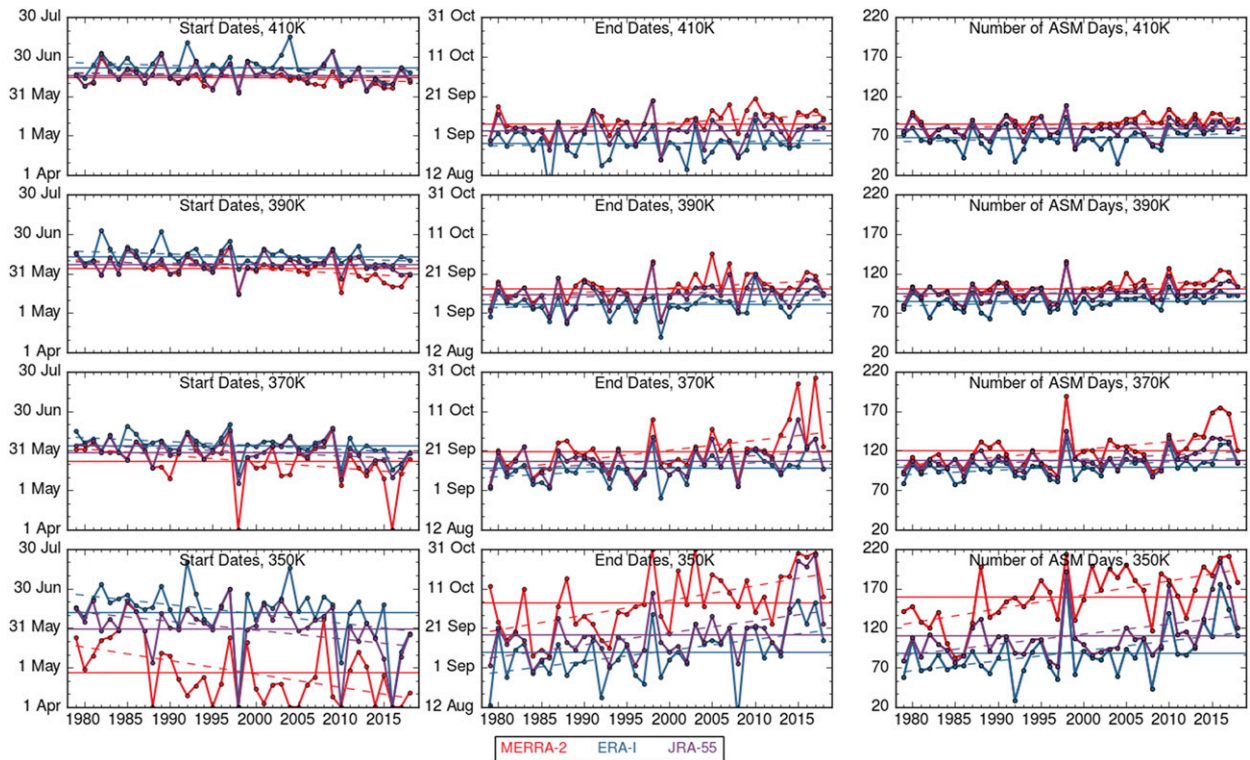 Start Dates, 410K
End Dates, 410K
Number of ASM Days, 410K
30 Jul
30 Jun
31 May
1 May
1 Apr
31 Oct
11 Oct
21 Sep
1 Sep
12 Aug
220
170
120
70
20
Start Dates, 390K
End Dates, 390K
Number of ASM Days, 390K
30 Jul
30 Jun
31 May
1 May
1 Apr
31 Oct
11 Oct
21 Sep
1 Sep
12 Aug
220
170
120
70
20
Start Dates, 370K
End Dates, 370K
Number of ASM Days, 370K
30 Jul
30 Jun
31 May
1 May
1 Apr
31 Oct
11 Oct
21 Sep
1 Sep
12 Aug
220
170
120
70
20
Start Dates, 350K
End Dates, 350K
Number of ASM Days, 350K
30 Jul
30 Jun
31 May
1 May
1 Apr
31 Oct
11 Oct
21 Sep
1 Sep
12 Aug
220
170
120
70
20
1980 1985 1990 1995 2000 2005 2010 2015
1980 1985 1990 1995 2000 2005 2010 2015
1980 1985 1990 1995 2000 2005 2010 2015
MERRA-2 ERA-I JRA-55